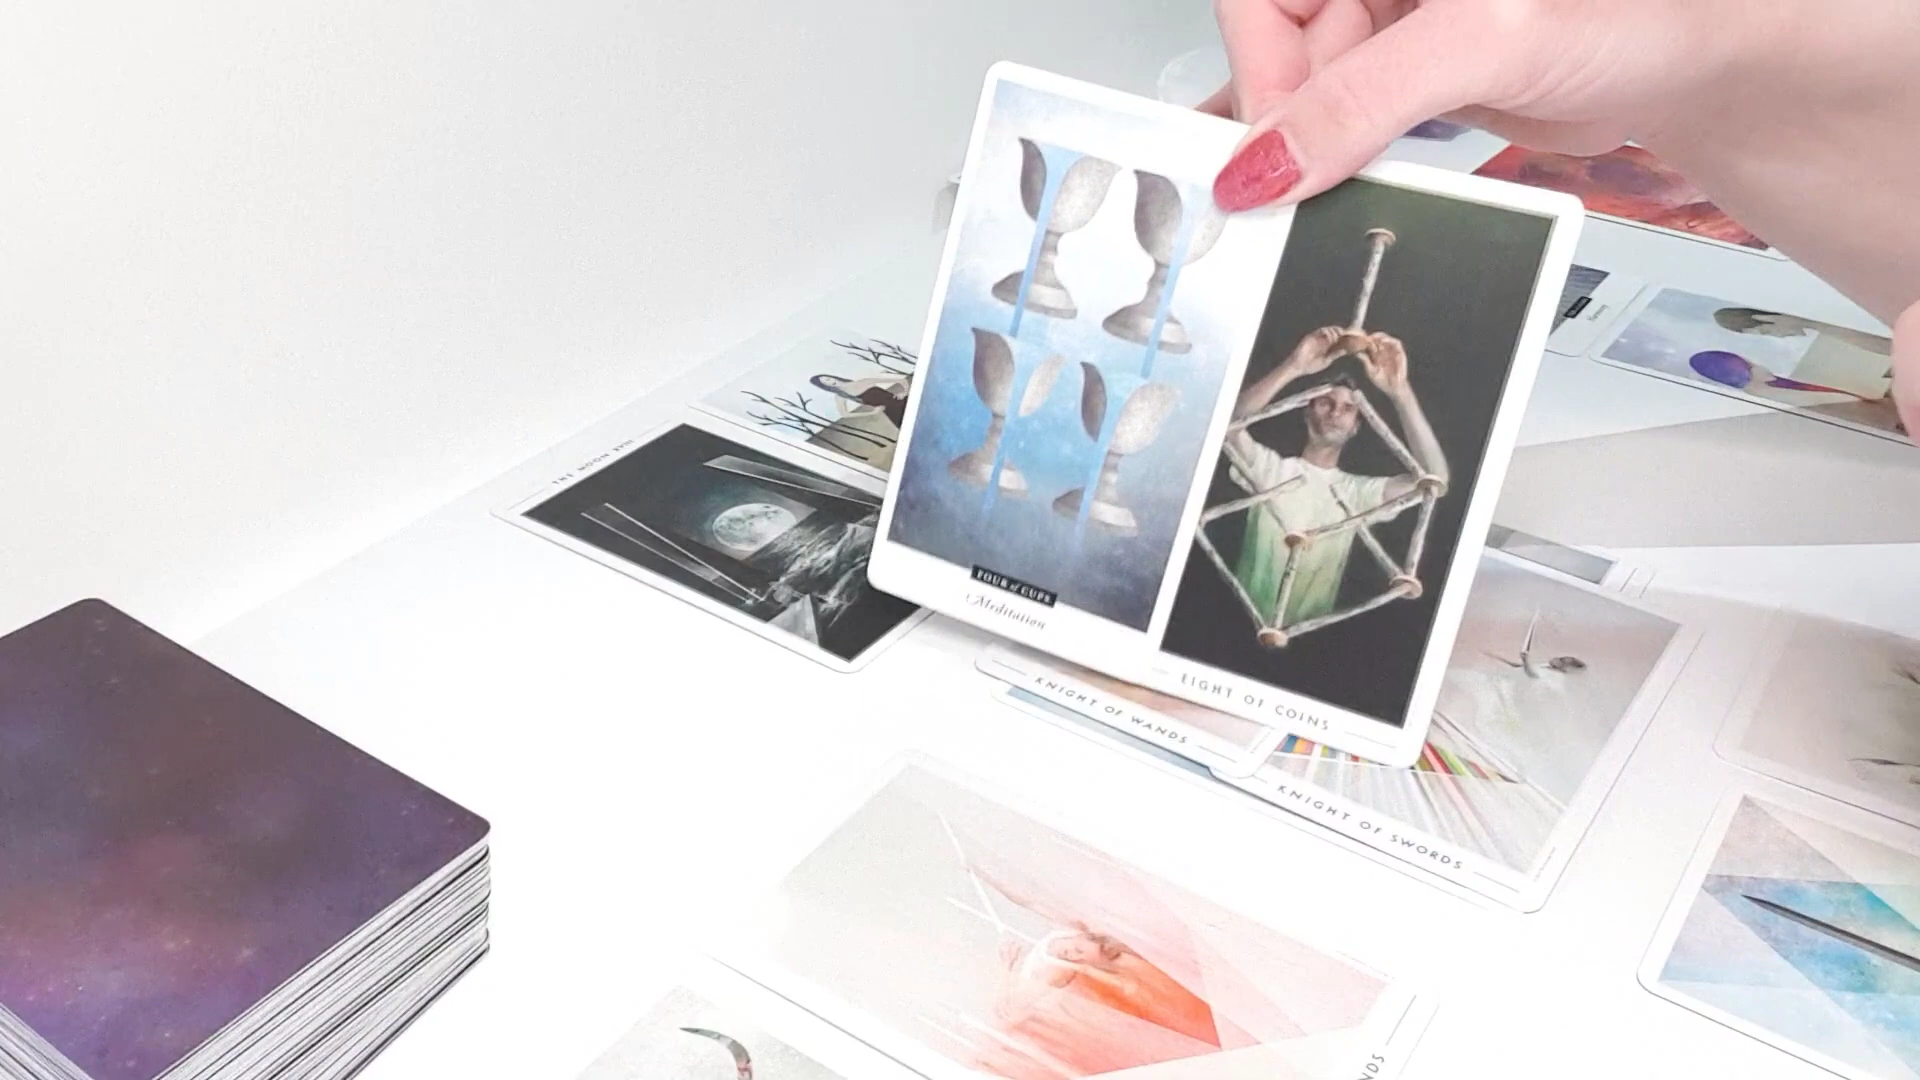 THE MOON
FOUR of CUPS
Meditation
EIGHT OF COINS
KNIGHT OF WANDS
KNIGHT OF SWORDS